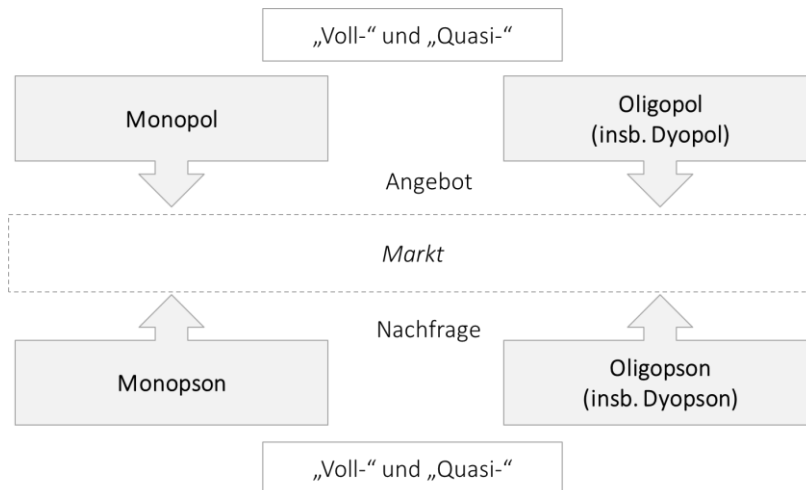 „Voll-“ und „Quasi-“
Monopol
Oligopol
(insb. Dyopol)
Angebot
Markt
Nachfrage
Monopson
Oligopson
(insb. Dyopson)
„Voll-“ und „Quasi-“